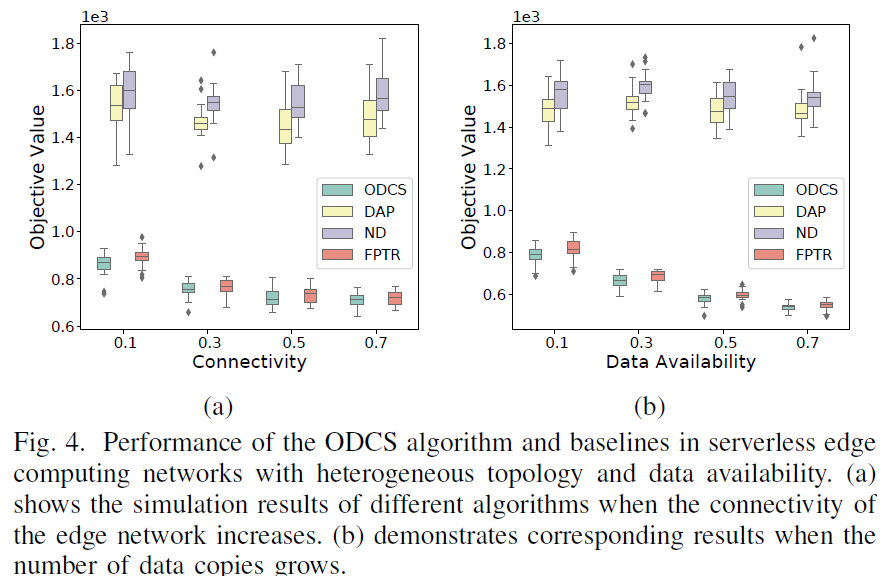 1e3
1.8
1.6
1.4
1.2
1.0
0.8
0.6
Objective Value
ODCS
DAP
ND
FPTR
0.1 0.3 0.5 0.7
Connectivity
(a)
1e3
1.8
1.6
1.4
1.2
1.0
0.8
0.6
Objective Value
ODCS
DAP
ND
FPTR
0.1 0.3 0.5 0.7
Data Availability
(b)
Fig. 4. Performance of the ODCS algorithm and baselines in serverless edge
computing networks with heterogeneous topology and data availability. (a)
shows the simulation results of different algorithms when the connectivity of
the edge network increases. (b) demonstrates corresponding results when the
number of data copies grows.